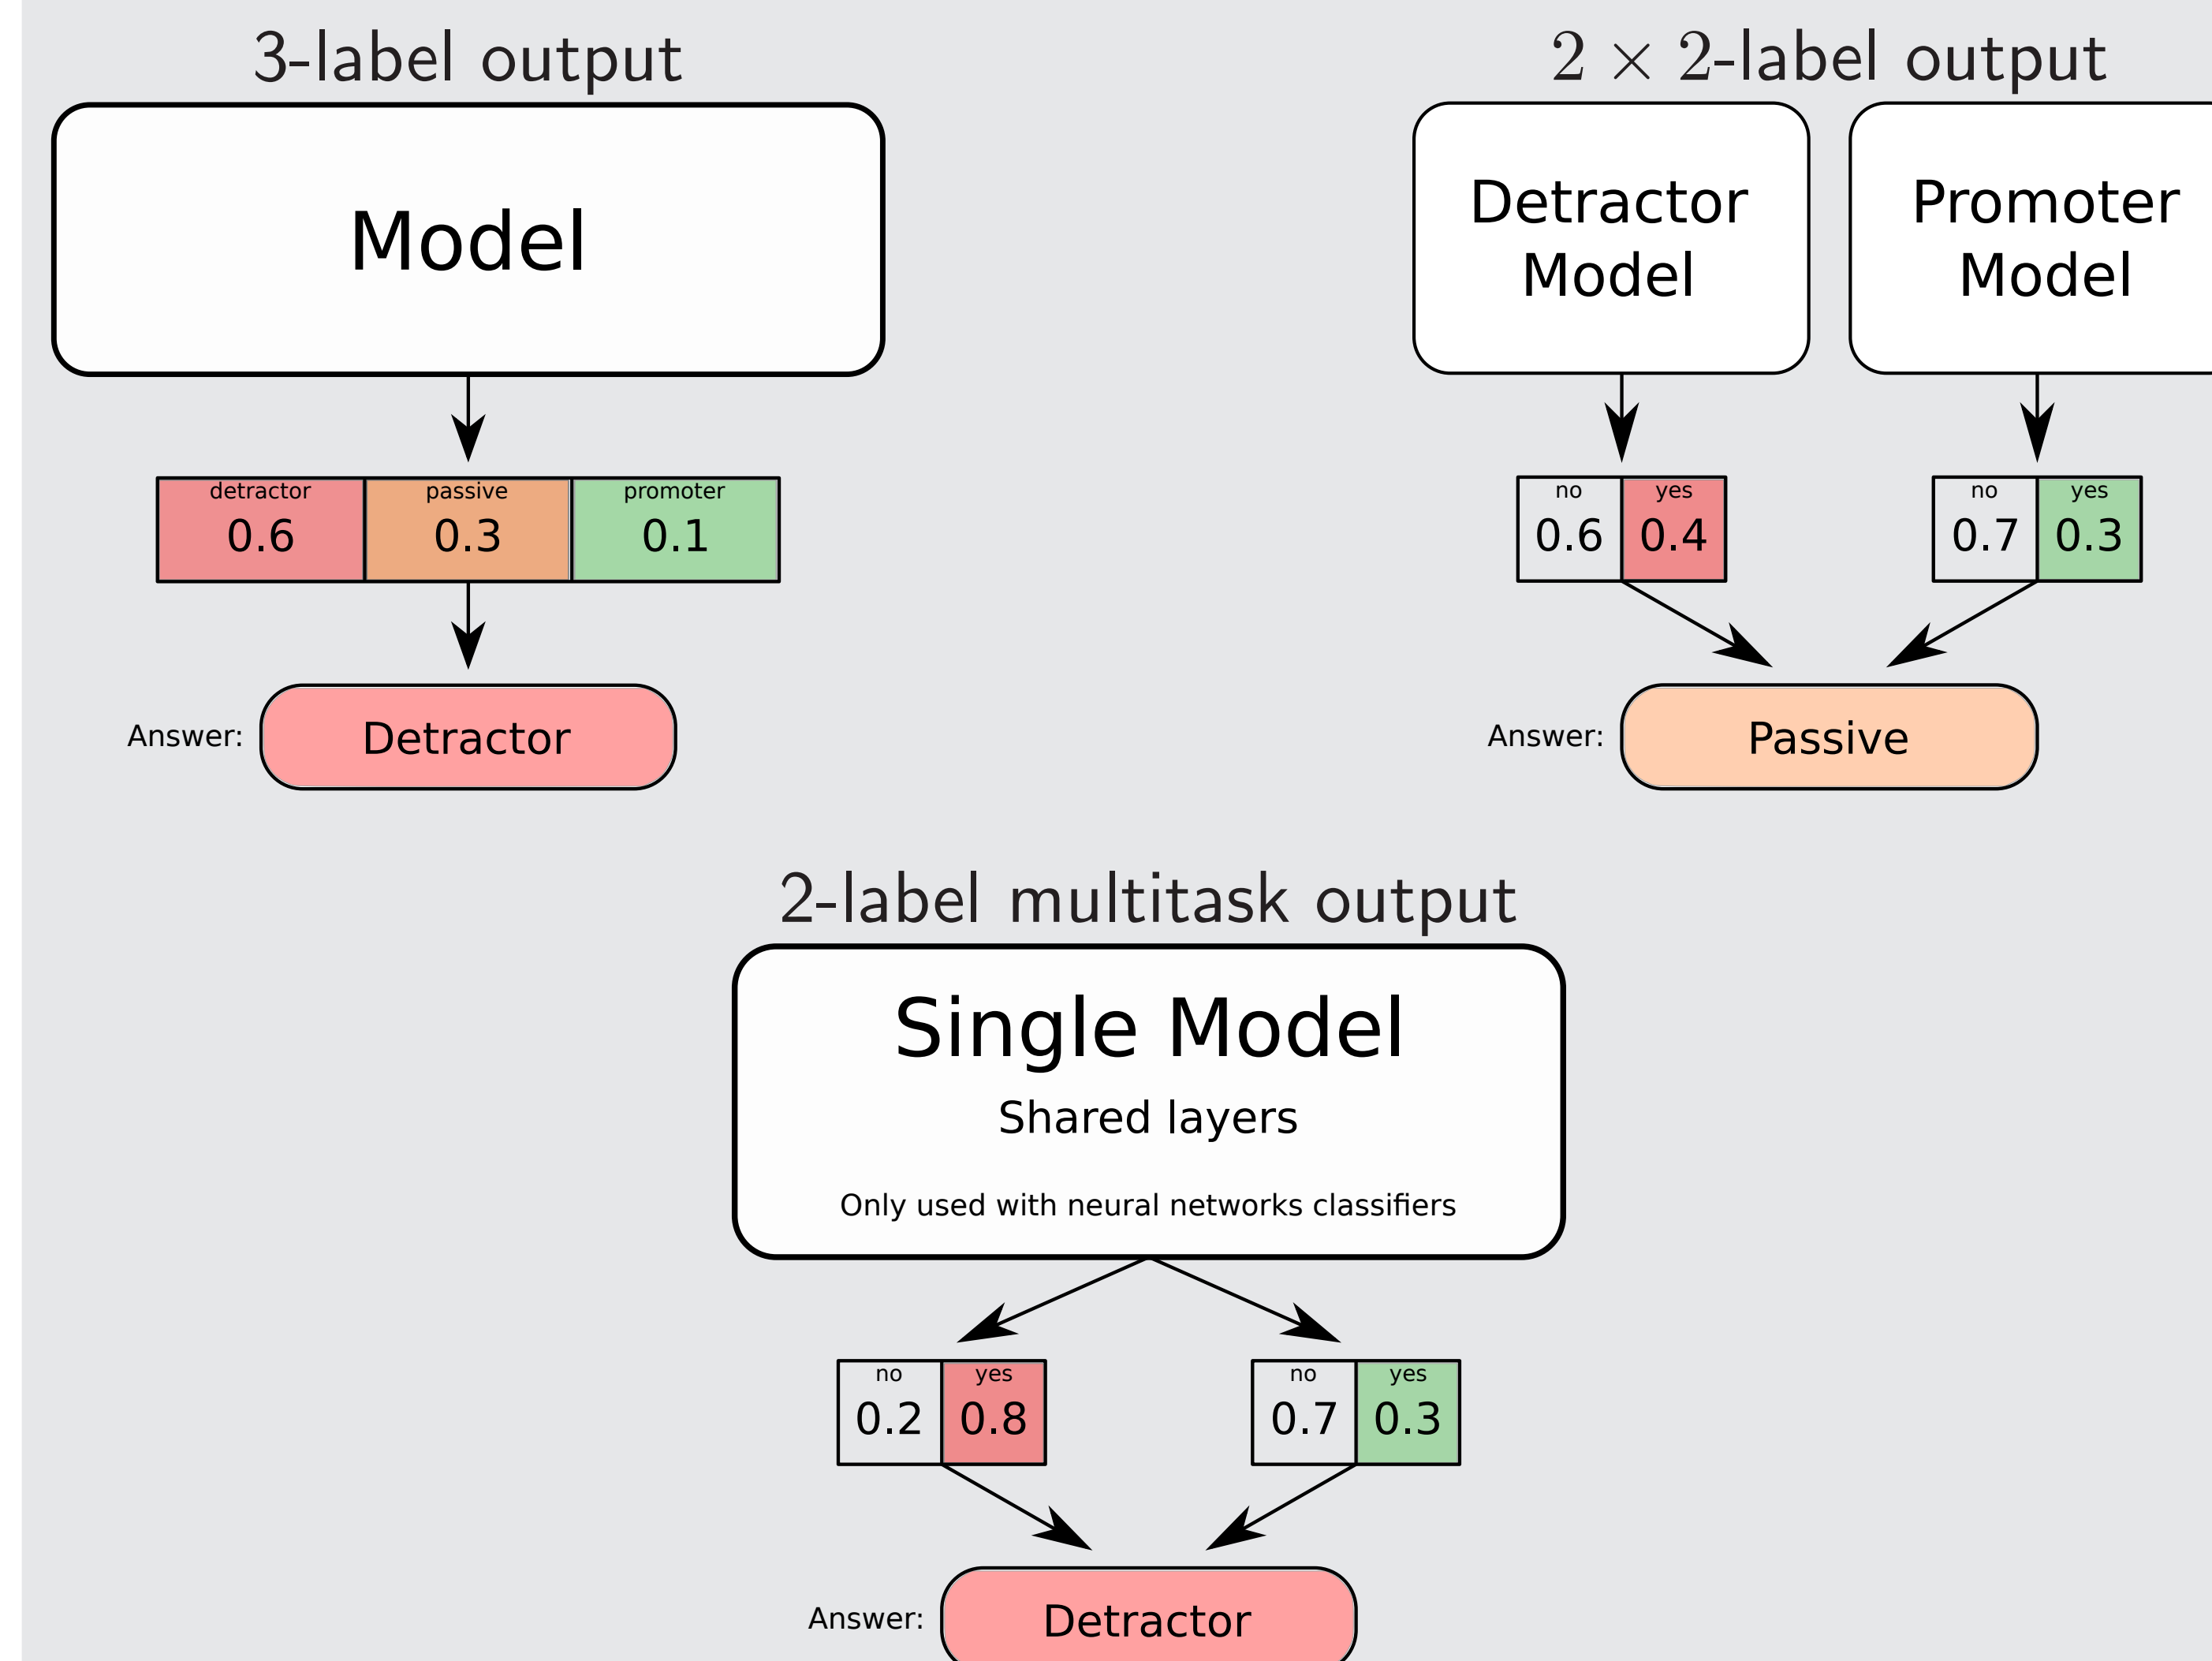 3-label output
Model
detractor passive promoter
0.6 0.3 0.1
Answer: Detractor
2 × 2-label output
Detractor
Model
Promoter
Model
no yes no yes
0.6 0.4 0.7 0.3
Answer: Passive
2-label multitask output
Single Model
Shared layers
Only used with neural networks classifiers
no yes no yes
0.2 0.8 0.7 0.3
Answer: Detractor